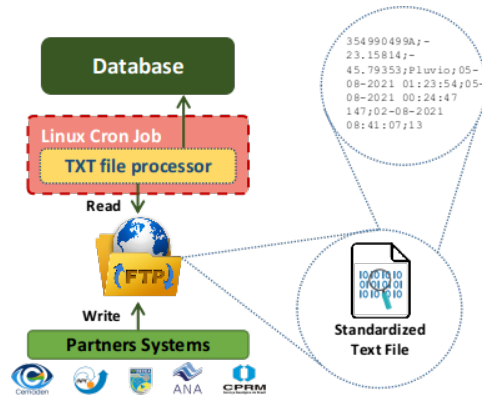 Database
Linux Cron Job
TXT file processor
Read
FTP
Write
Partners Systems
Cemaden
ANA
CPRM
354990499A;-
23.15814;-
45.79353;Pluvio;05-
08-2021 01:23:54;05-
08-2021 00:24:47
147;02-08-2021
08:41:07;13
Standardized
Text File